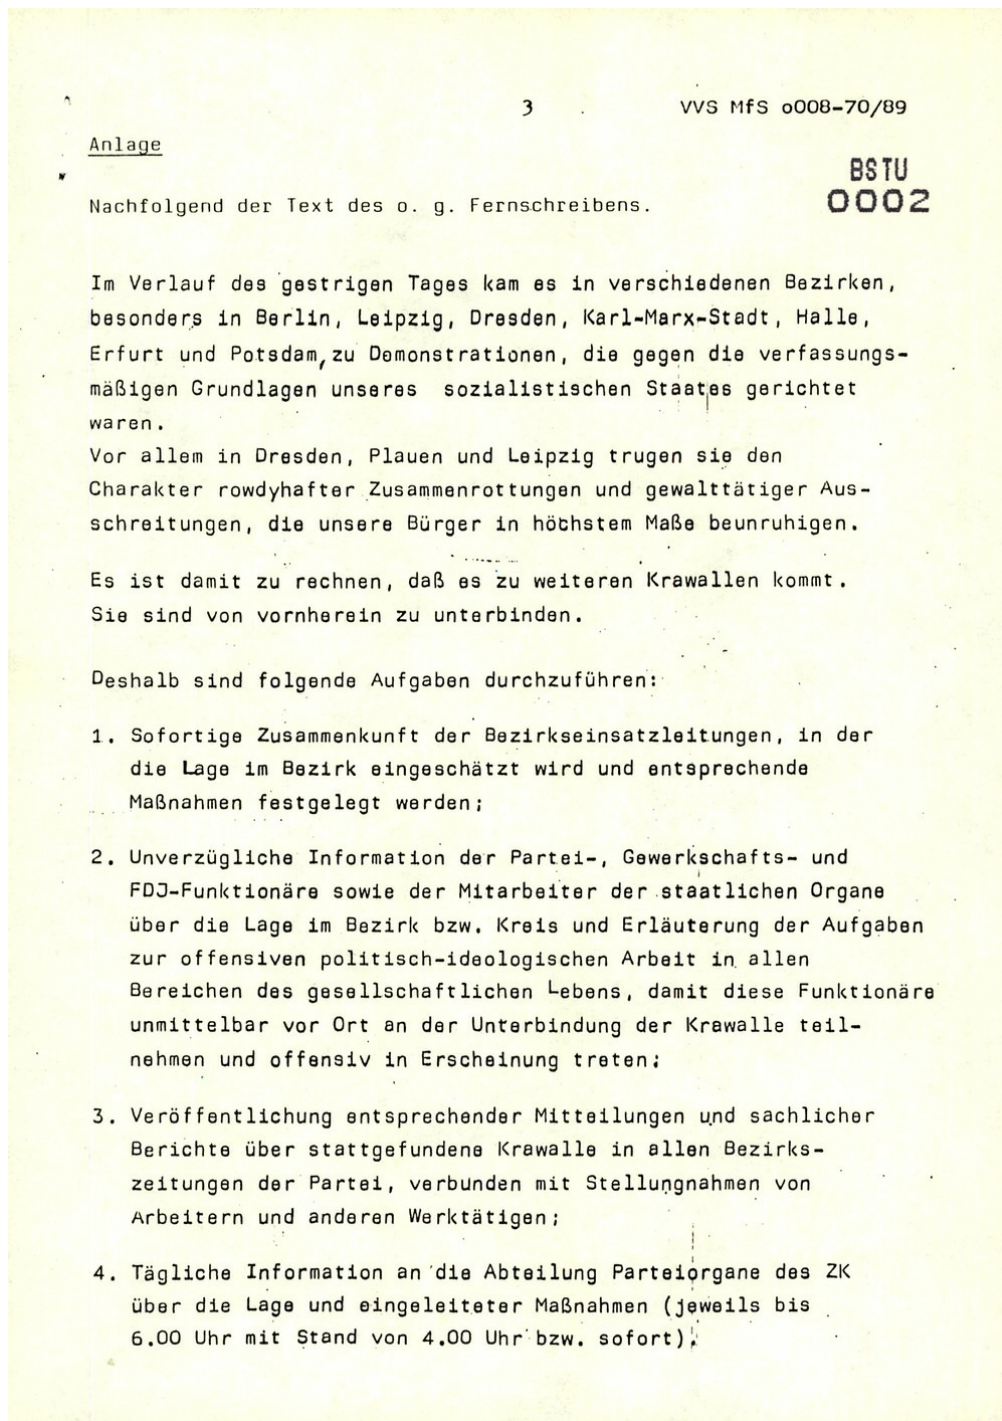 3 VVS MfS o008-70/89
Anlage
BSTU
0002
Nachfolgend der Text des o. g. Fernschreibens.
Im Verlauf des gestrigen Tages kam es in verschiedenen Bezirken,
besonders in Berlin, Leipzig, Dresden, Karl-Marx-Stadt, Halle,
Erfurt und Potsdam, zu Demonstrationen, die gegen die verfassungs-
mäßigen Grundlagen unseres sozialistischen Staates gerichtet
waren.
Vor allem in Dresden, Plauen und Leipzig trugen sie den
Charakter rowdyhafter Zusammenrottungen und gewalttätiger Aus-
schreitungen, die unsere Bürger in höchstem Maße beunruhigen.
Es ist damit zu rechnen, daß es zu weiteren Krawallen kommt.
Sie sind von vornherein zu unterbinden.
Deshalb sind folgende Aufgaben durchzuführen:
1. Sofortige Zusammenkunft der Bezirkseinsatzleitungen, in der
die Lage im Bezirk eingeschätzt wird und entsprechende
Maßnahmen festgelegt werden;
2. Unverzügliche Information der Partei-, Gewerkschafts- und
FDJ-Funktionäre sowie der Mitarbeiter der staatlichen Organe
über die Lage im Bezirk bzw. Kreis und Erläuterung der Aufgaben
zur offensiven politisch-ideologischen Arbeit in allen
Bereichen des gesellschaftlichen Lebens, damit diese Funktionäre
unmittelbar vor Ort an der Unterbindung der Krawalle teil-
nehmen und offensiv in Erscheinung treten;
3. Veröffentlichung entsprechender Mitteilungen und sachlicher
Berichte über stattgefundene Krawalle in allen Bezirks-
zeitungen der Partei, verbunden mit Stellungnahmen von
Arbeitern und anderen Werktätigen;
4. Tägliche Information an die Abteilung Parteiorgane des ZK
über die Lage und eingeleiteter Maßnahmen (jeweils bis
6.00 Uhr mit Stand von 4.00 Uhr bzw. sofort).